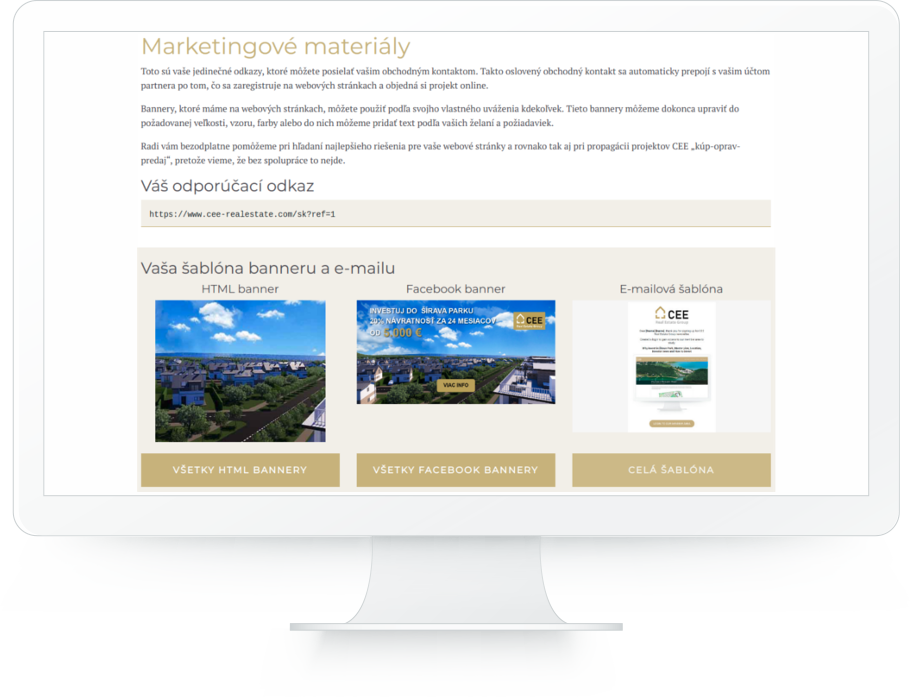 Marketingové materiály
Toto sú vaše jedinečné odkazy, ktoré môžete posielať vašim obchodným kontaktom. Takto oslovený obchodný kontakt sa automaticky prepojí s vašim účtom
partnera po tom, čo sa zaregistruje na webových stránkach a objedná si projekt online.
Bannery, ktoré máme na webových stránkach, môžete použiť podľa svojho vlastného uváženia kdekoľvek. Tieto bannery môžeme dokonca upraviť do
požadovanej veľkosti, vzoru, farby alebo do nich môžeme pridať text podľa vašich želaní a požiadaviek.
Radi vám bezodplatne pomôžeme pri hľadaní najlepšieho riešenia pre vaše webové stránky a rovnako tak aj pri propagácii projektov CEE „kúp-oprav-
predaj“, pretože vieme, že bez spolupráce to nejde.
Váš odporúčací odkaz
https://www.cee-realestate.com/sk?ref=1
Vaša šablóna banneru a e-mailu
HTML banner
Facebook banner
E-mailová šablóna
INVESTUJ DO ŠÍRAVA PARKU
NÁVRATNOSŤ ZA 24 MESIACOV
OD 5 000 €
CEE
VIAC INFO
CEE
Real Estate Group
VŠETKY HTML BANNERY
VŠETKY FACEBOOK BANNERY
CELÁ ŠABLÓNA